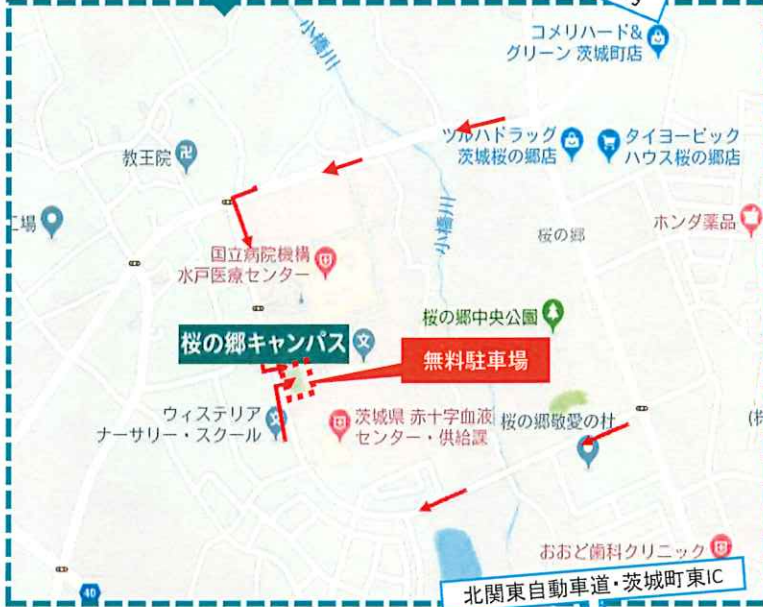 小橋川
コメリハード&
グリーン 茨城町店
ツルハドラッグ
茨城桜の郷店
タイヨービック
ハウス桜の郷店
教王院
工場
小橋川
桜の郷
ホンダ薬品
国立病院機構
水戸医療センター
桜の郷中央公園
桜の郷キャンパス
文
無料駐車場
ウィステリア
ナーサリー・スクール
文
茨城県 赤十字血液
センター・供給課
桜の郷敬愛の杜
(株
おおど歯科クリニック
40
北関東自動車道・茨城町東IC